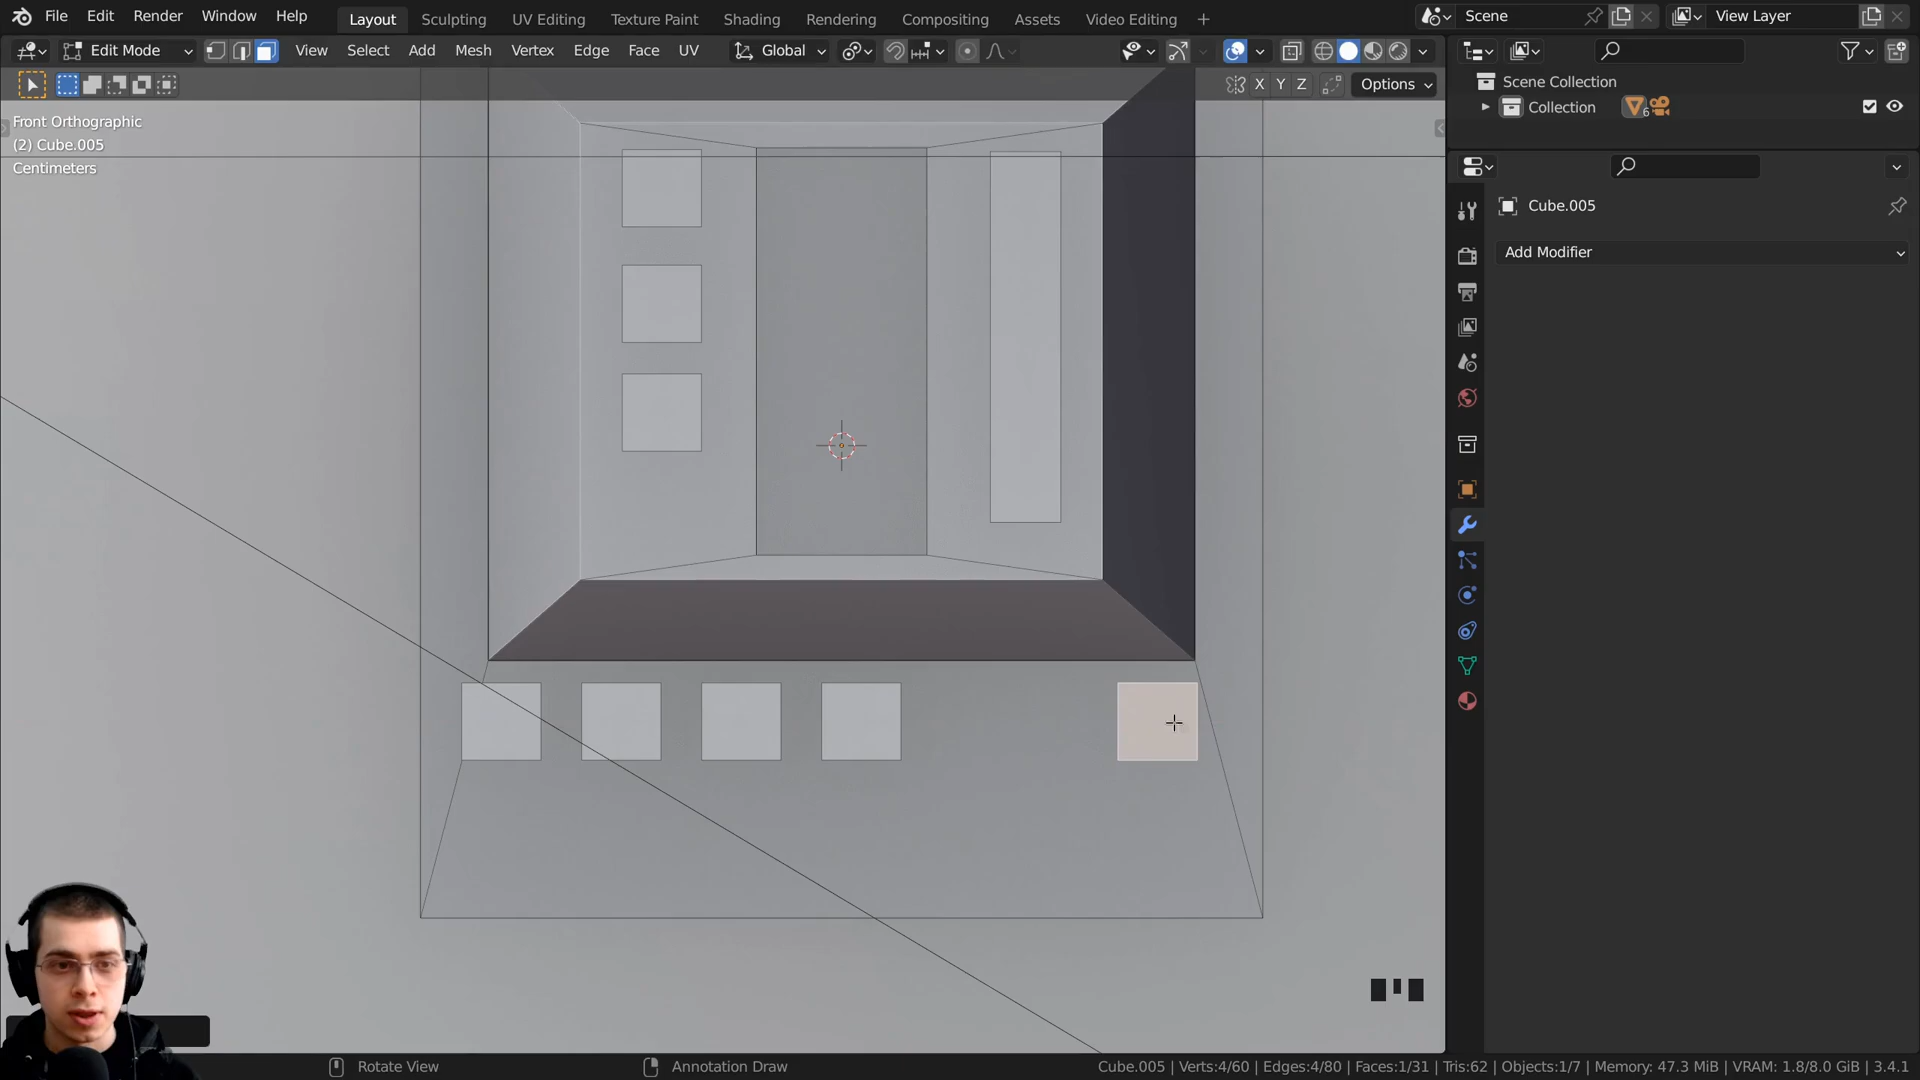 File Edit Render Window Help Layout Sculpting UV Editing Texture Paint Shading Rendering Compositing Assets Video Editing + Scene View Layer
Edit Mode View Select Add Mesh Vertex Edge Face UV Global
X Y Z Options
Scene Collection
Collection 6
Front Orthographic
(2) Cube.005
Centimeters
Cube.005
Add Modifier
Rotate View Annotation Draw Cube.005 | Verts:4/60 | Edges:4/80 | Faces:1/31 | Tris:62 | Objects:1/7 | Memory: 47.3 MiB | VRAM: 1.8/8.0 GiB | 3.4.1